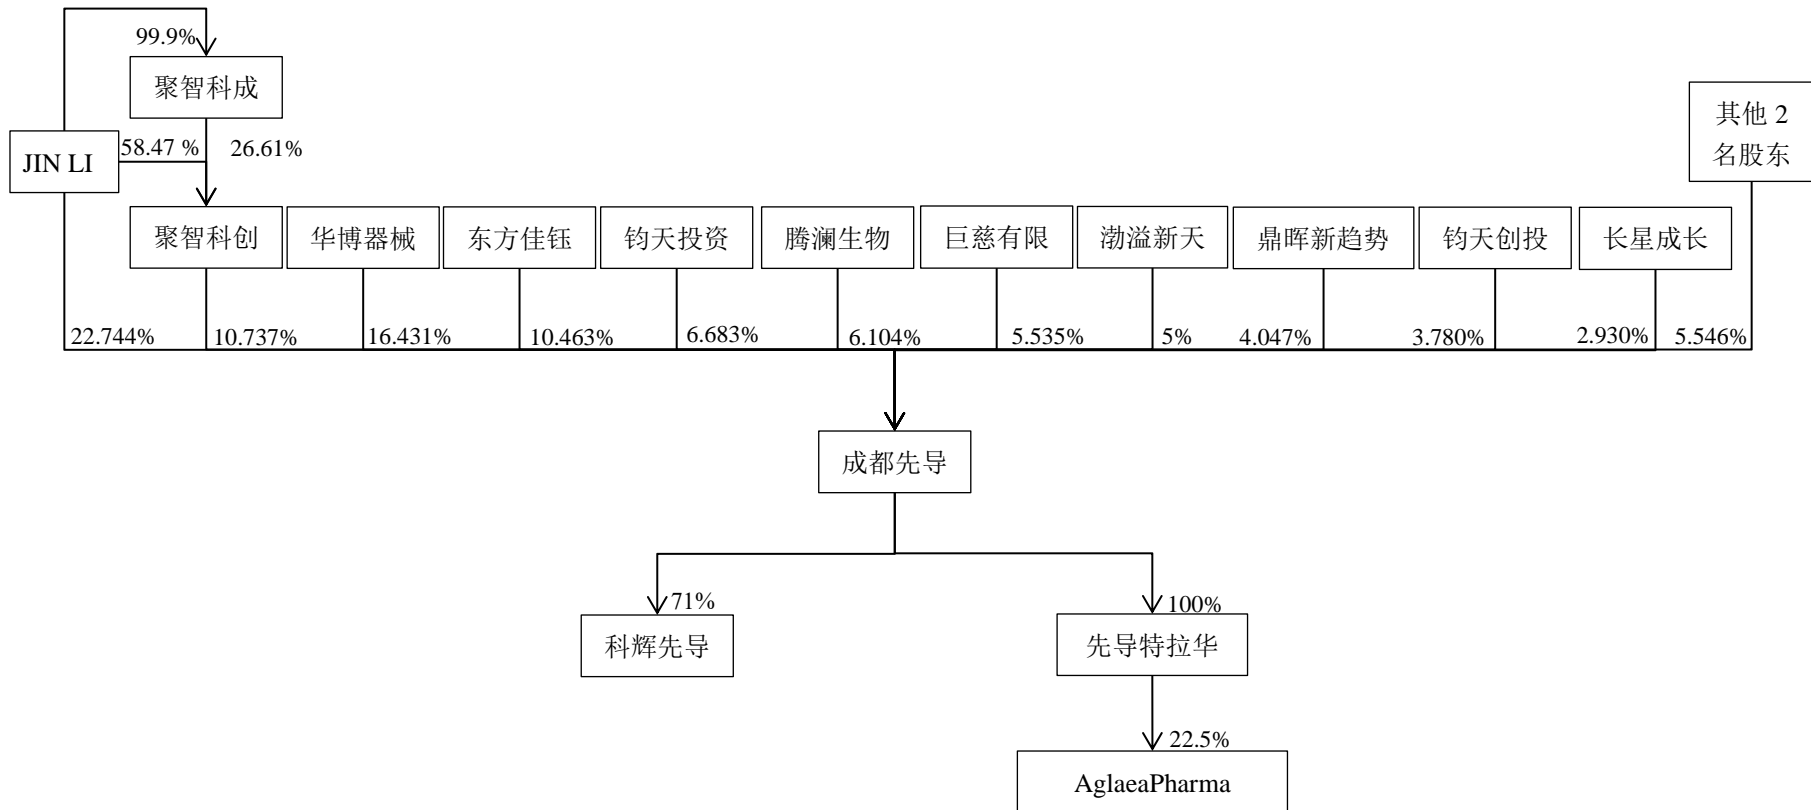 99.9%
聚智科成
其他 2
名股东
JIN LI
58.47 %
26.61%
聚智科创
华博器械
东方佳钰
钧天投资
腾澜生物
巨慈有限
渤溢新天
鼎晖新趋势
钧天创投
长星成长
22.744%
10.737%
16.431%
10.463%
6.683%
6.104%
5.535%
5%
4.047%
3.780%
2.930%
5.546%
成都先导
71%
100%
科辉先导
先导特拉华
22.5%
AglaeaPharma